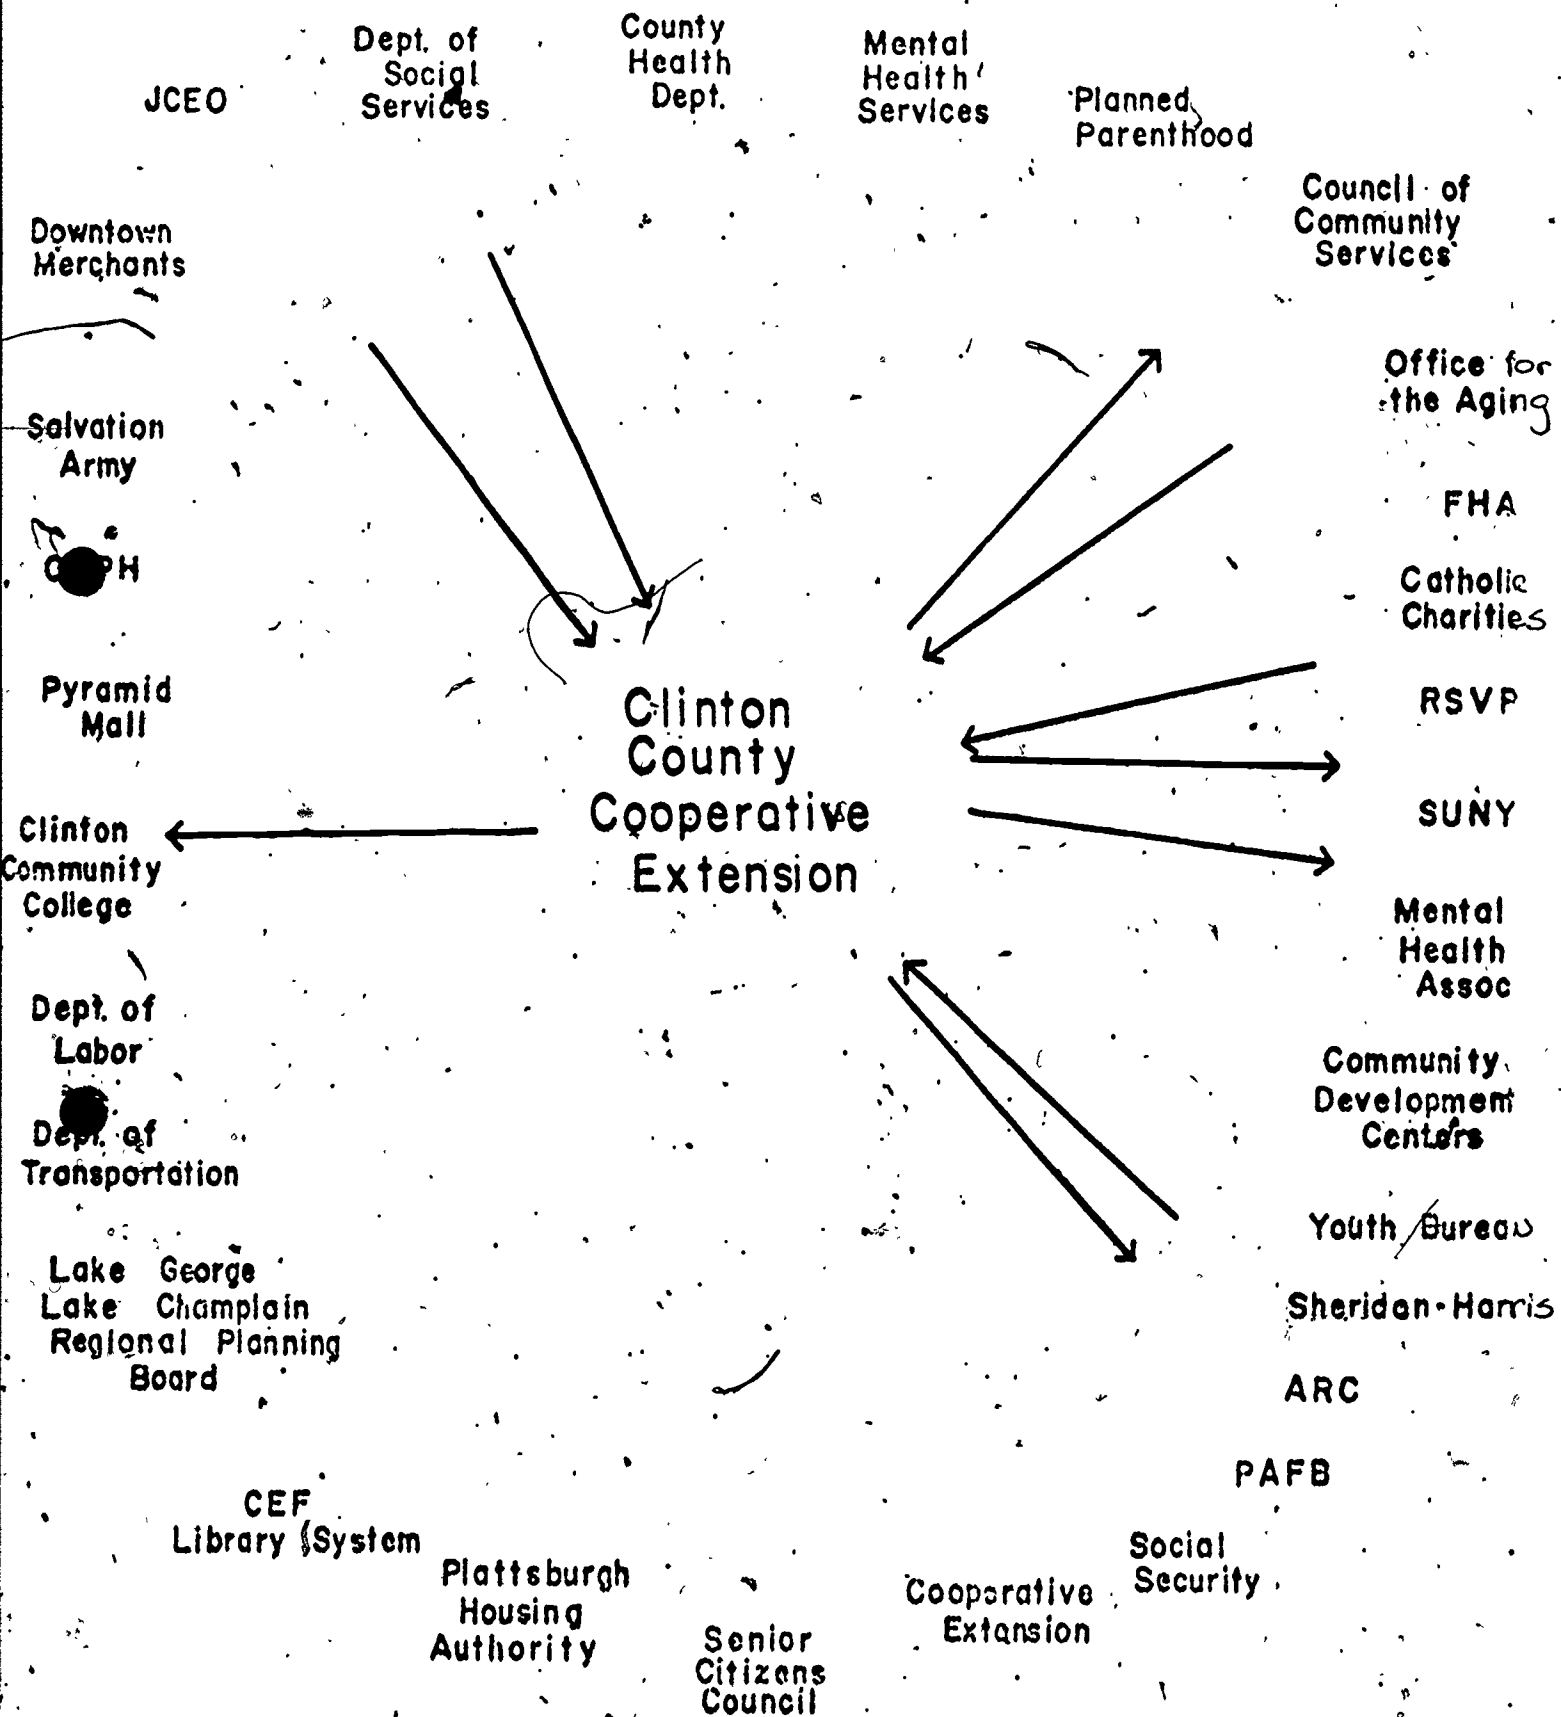 JCEO
Dept. of
Social
Services
County
Health
Dept.
Mental
Health
Services
Planned
Parenthood
Council of
Community
Services
Downtown
Merchants
Office for
the Aging
Salvation
Army
FHA
Catholic
Charities
Pyramid
Mall
RSVP
Clinton
County
Cooperative
Extension
Clinton
Community
College
SUNY
Mental
Health
Assoc
Dept. of
Labor
Community
Development
Centers
Dept. of
Transportation
Youth Bureau
Lake George
Lake Champlain
Regional Planning
Board
Sheridan-Harris
ARC
PAFB
CEF
Library System
Plattsburgh
Housing
Authority
Senior
Citizens
Council
Cooperative
Extension
Social
Security